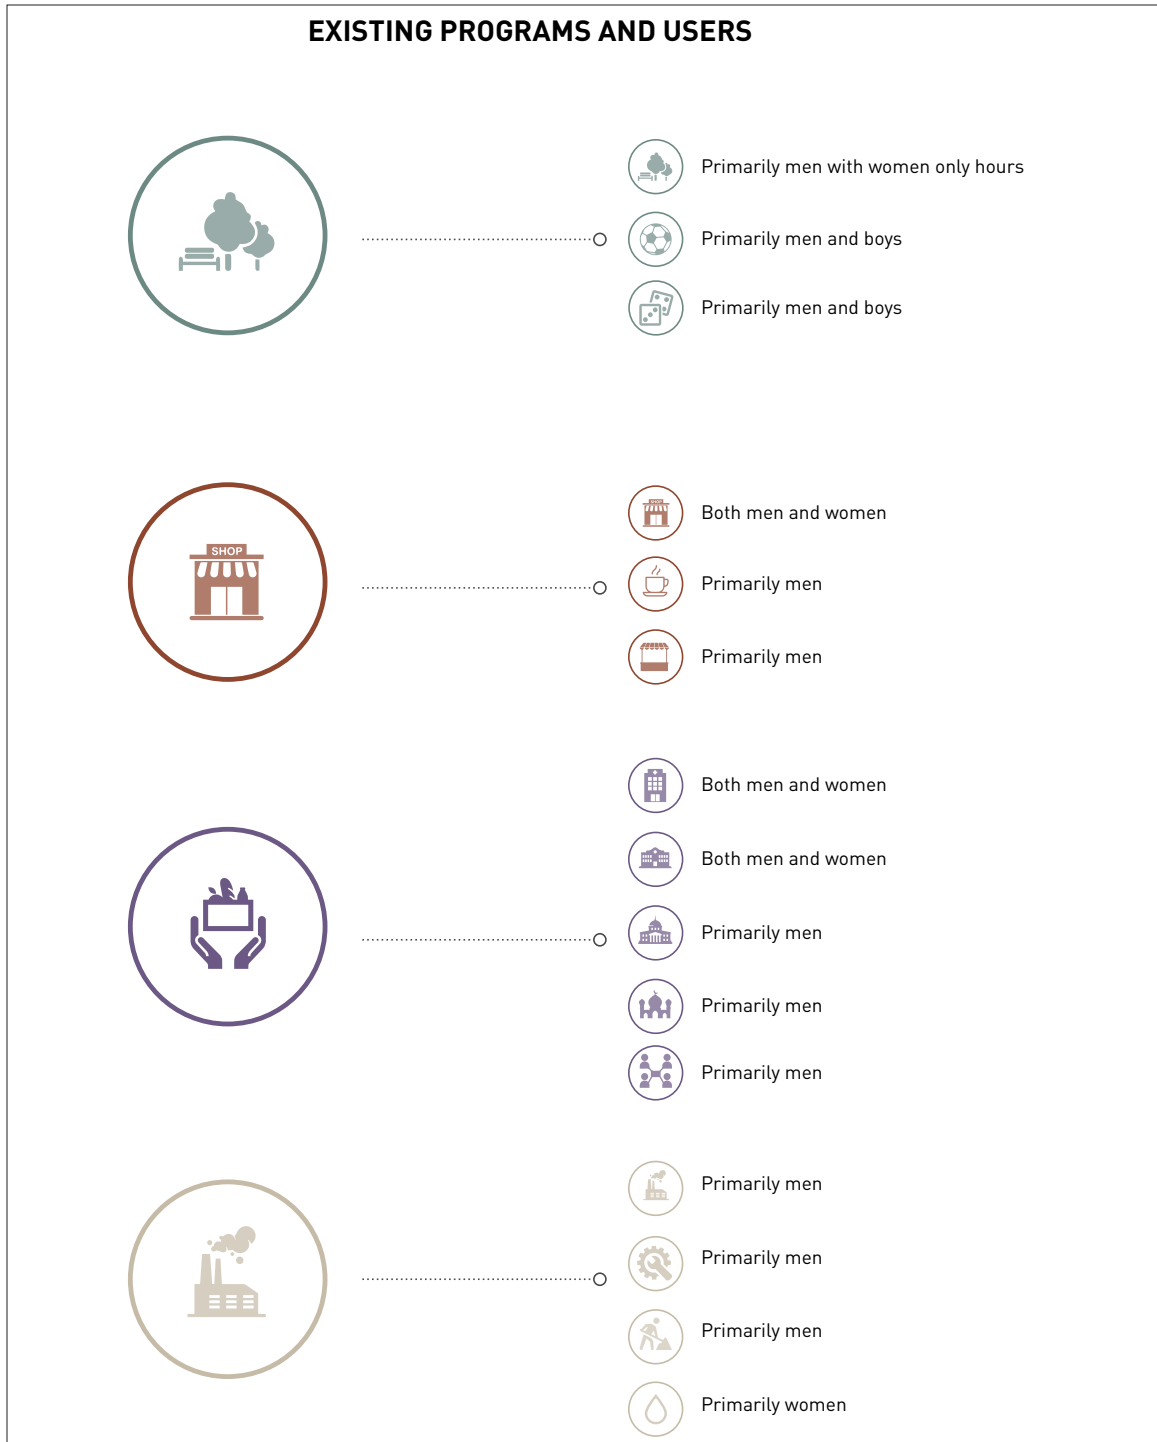 EXISTING PROGRAMS AND USERS
Primarily men with women only hours
Primarily men and boys
Primarily men and boys
SHOP
SHOP
Both men and women
Primarily men
Primarily men
Both men and women
Both men and women
Primarily men
Primarily men
Primarily men
Primarily men
Primarily men
Primarily men
Primarily women